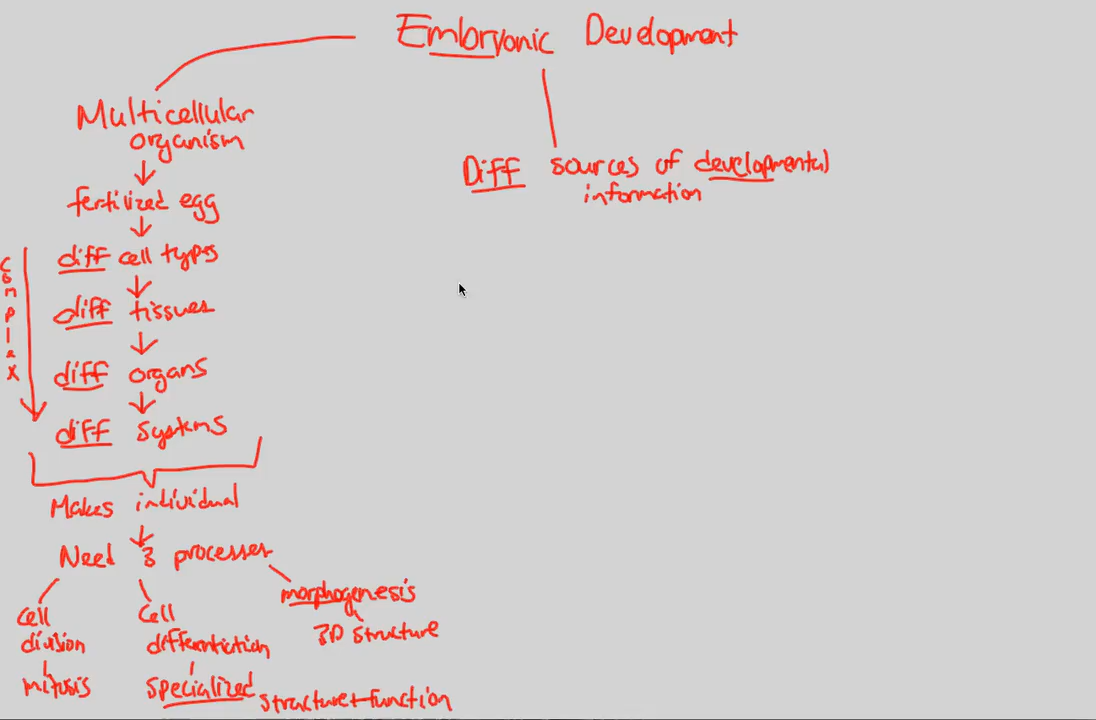 Embryonic Development
Multicellular
organism
fertilized egg
diff cell types
diff tissues
diff organs
diff systems
complex
Makes individual
Need 3 processes
cell
division
mitosis
Cell
differentiation
specialized structure+function
morphogenesis
3D structure
Diff sources of developmental
information